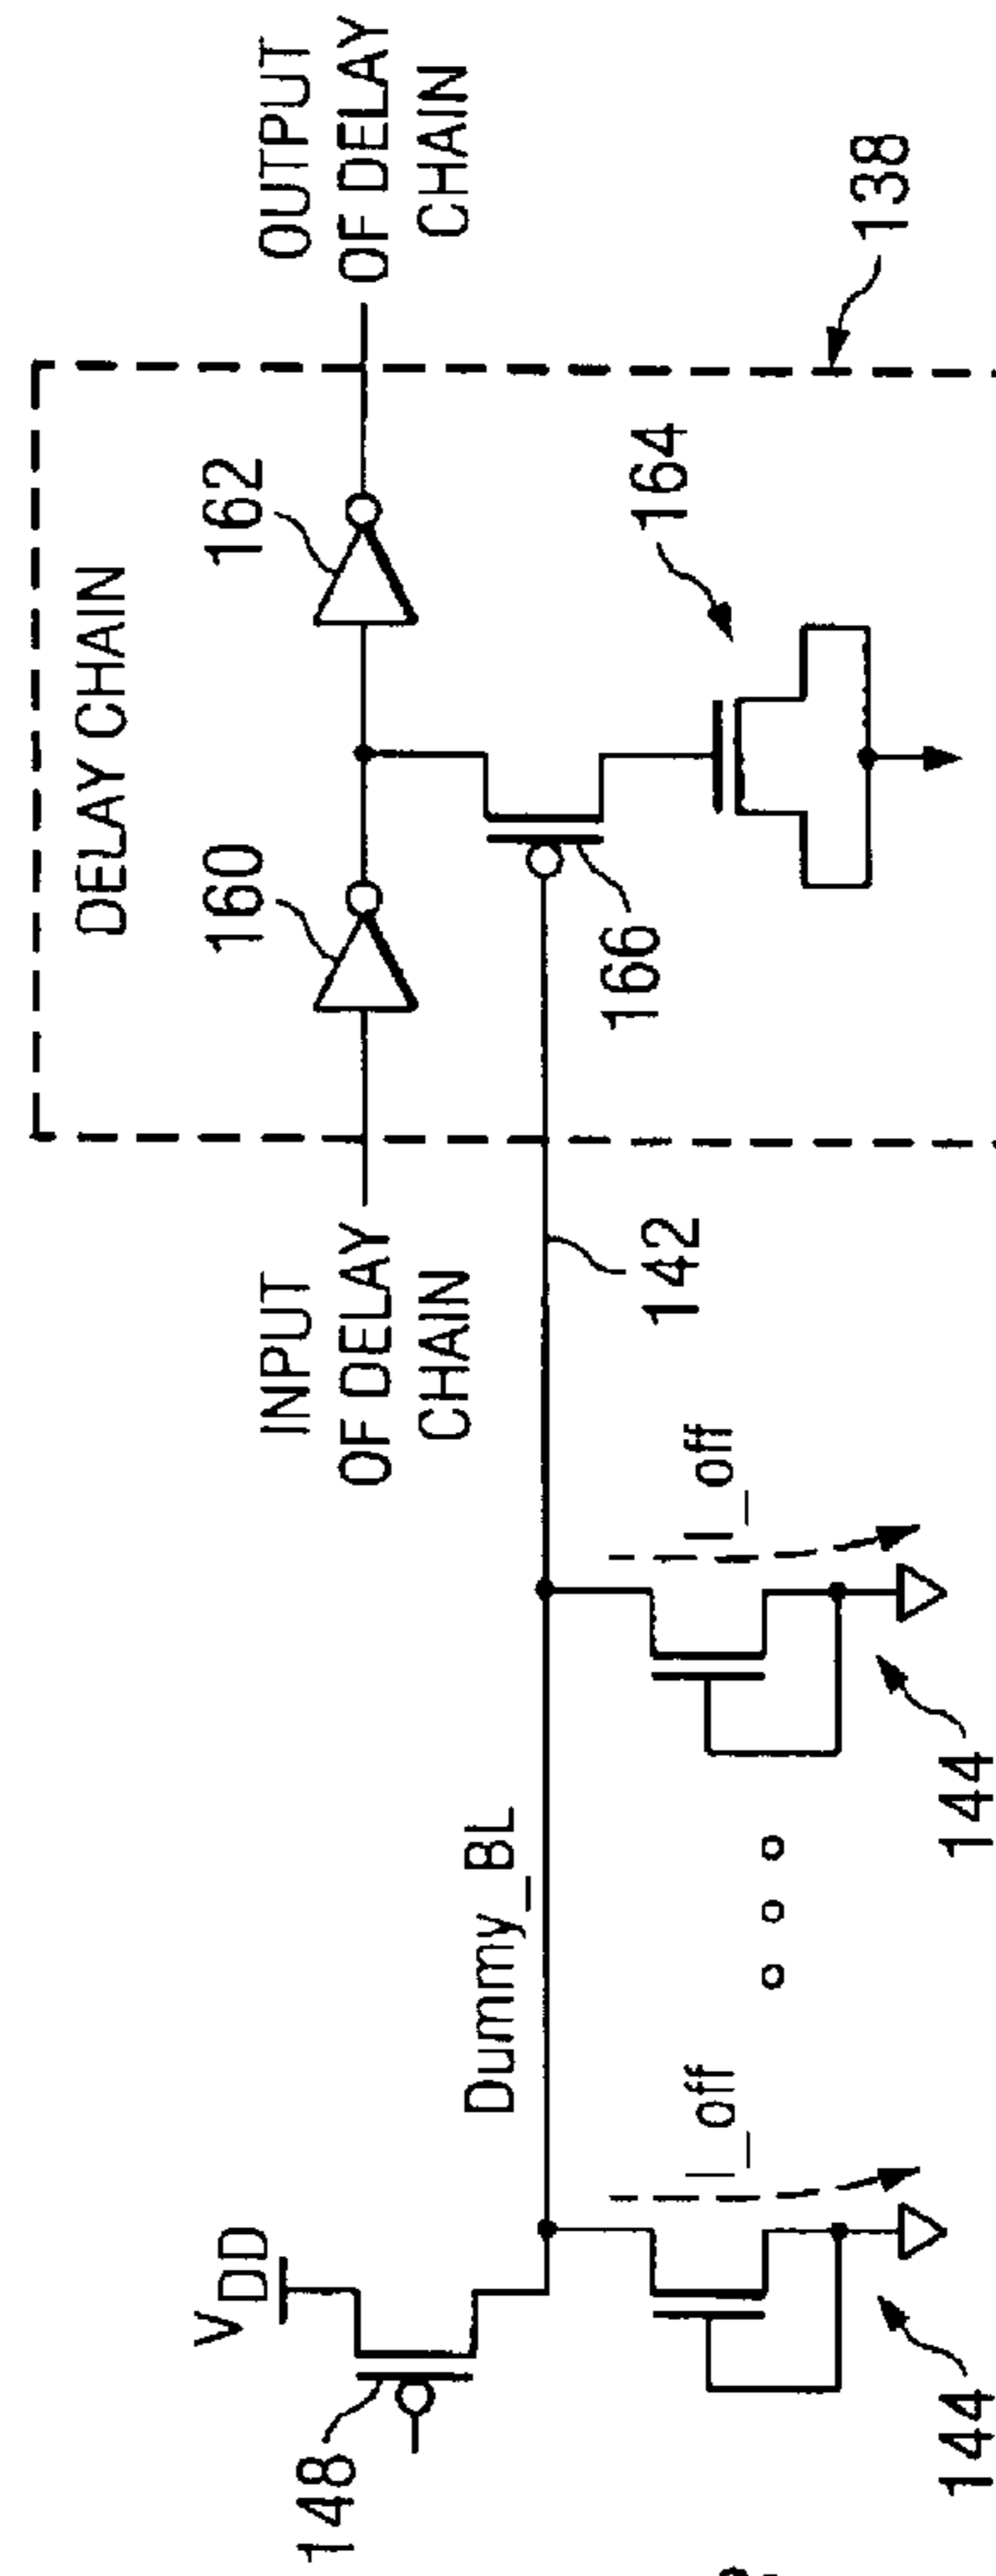 DELAY CHAIN
INPUT
OF DELAY
CHAIN
160
162
OUTPUT
OF DELAY
CHAIN
166
164
138
142
V DD
148
Dummy_BL
I_off
I_off
144
144